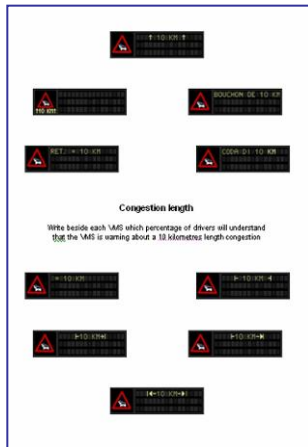 ↑ 10 KM ↑
10 KM
BOUCHON DE 10 KM
RET. : 10 KM
CODA DI 10 KM
Congestion length
Write beside each VMS which percentage of drivers will understand
that the VMS is warning about a 10 kilometres length congestion
10 KM
10 KM
10 KM
10 KM
10 KM